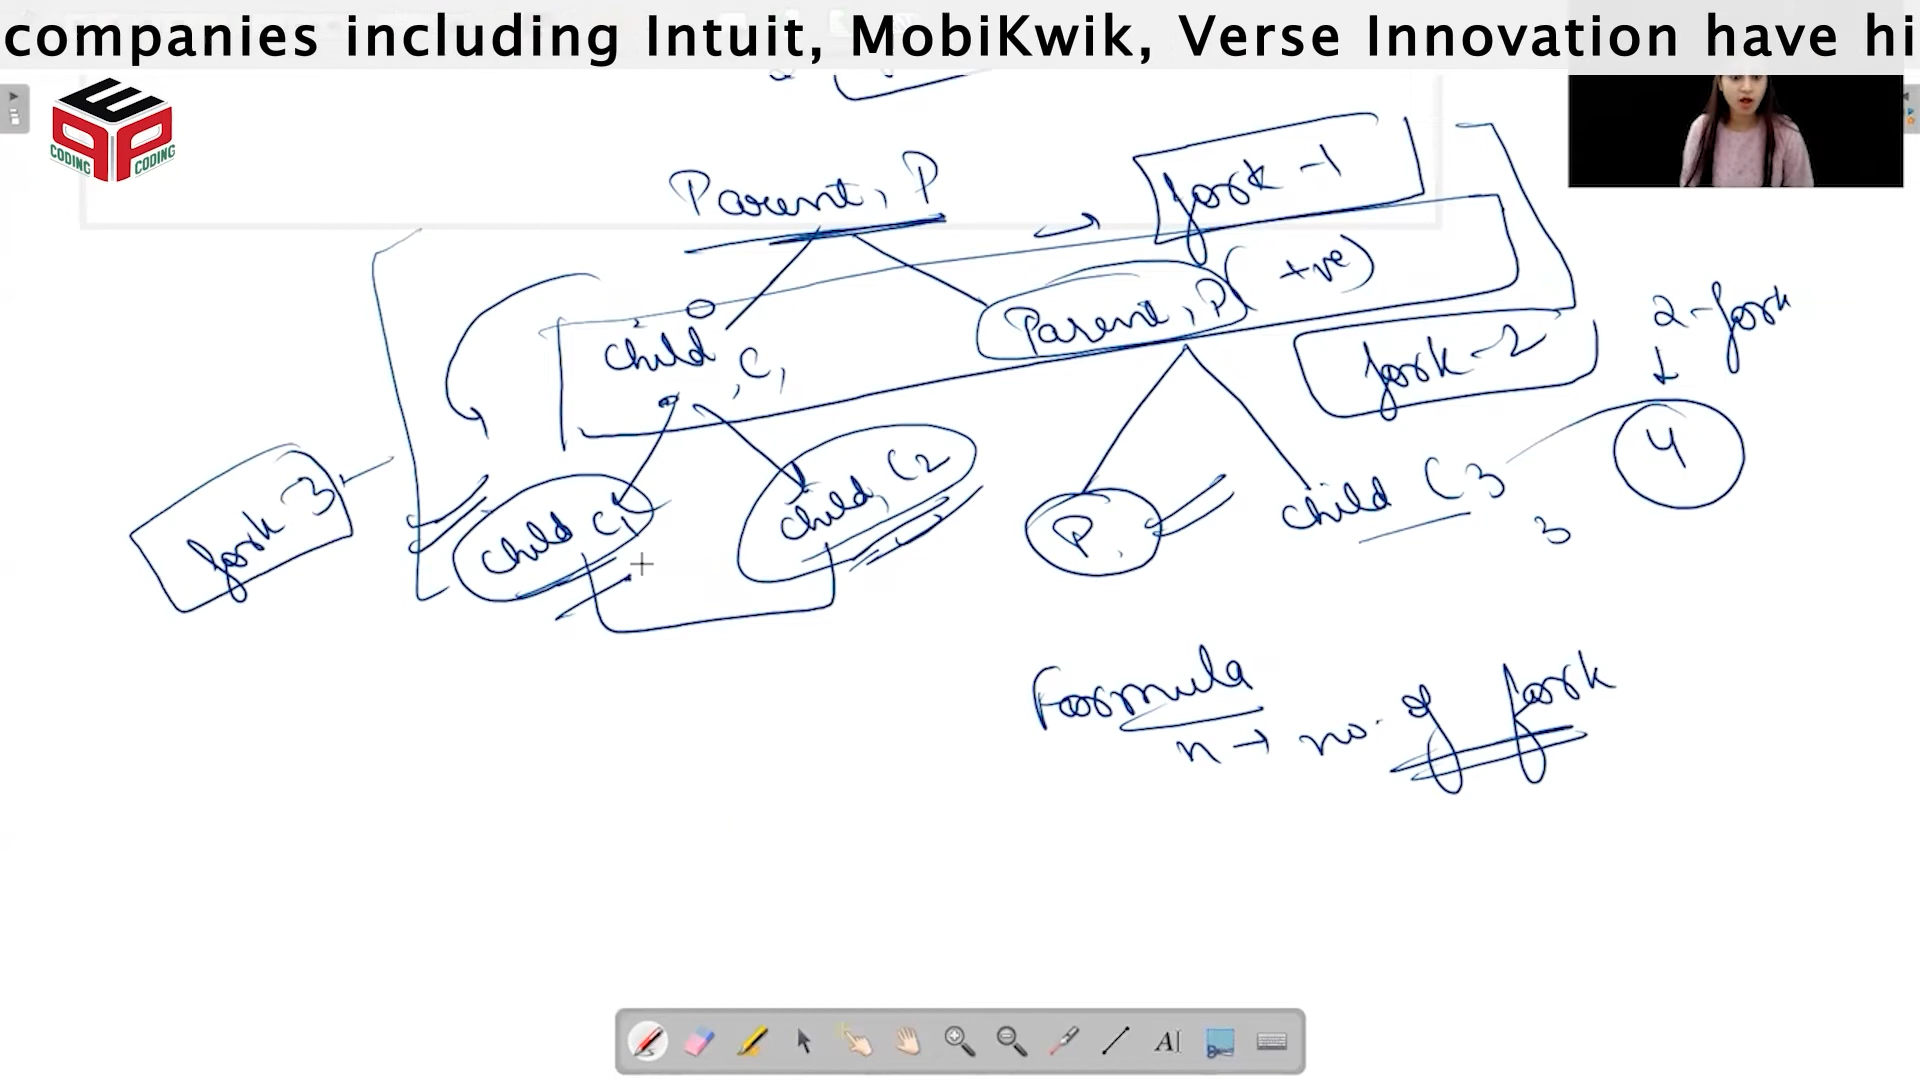 companies including Intuit, MobiKwik, Verse Innovation have hi
CODING
CODING
Parent, P
fork-1
Parent, P (+ve)
child, C1
fork-2
2-fork
4
fork 3
child C1
child, C2
P
child C3
3
Formula
n → no. of fork